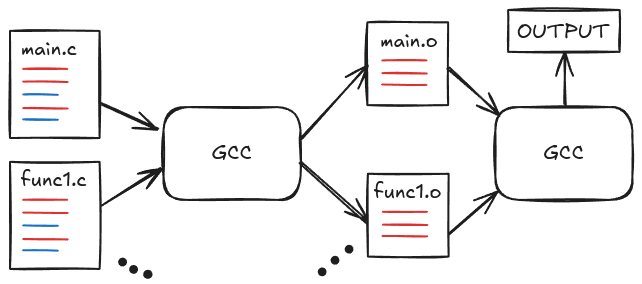 main.c
func1.c
GCC
main.o
func1.o
GCC
OUTPUT